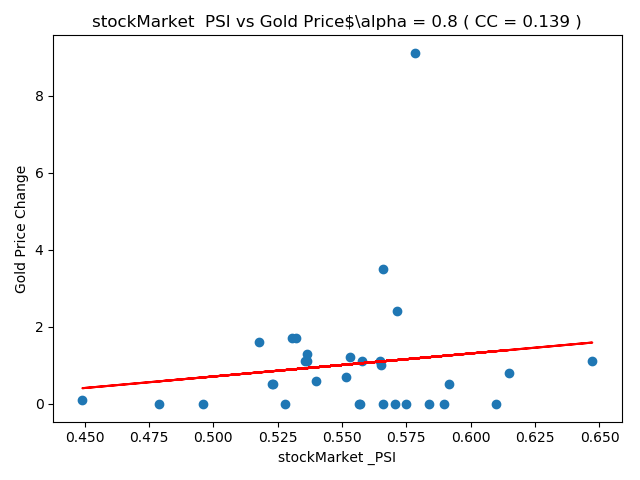 stockMarket  PSI vs Gold Price$\alpha = 0.8 ( CC = 0.139 )
Gold Price Change
8
6
4
2
0
0.450 0.475 0.500 0.525 0.550 0.575 0.600 0.625 0.650
stockMarket _PSI